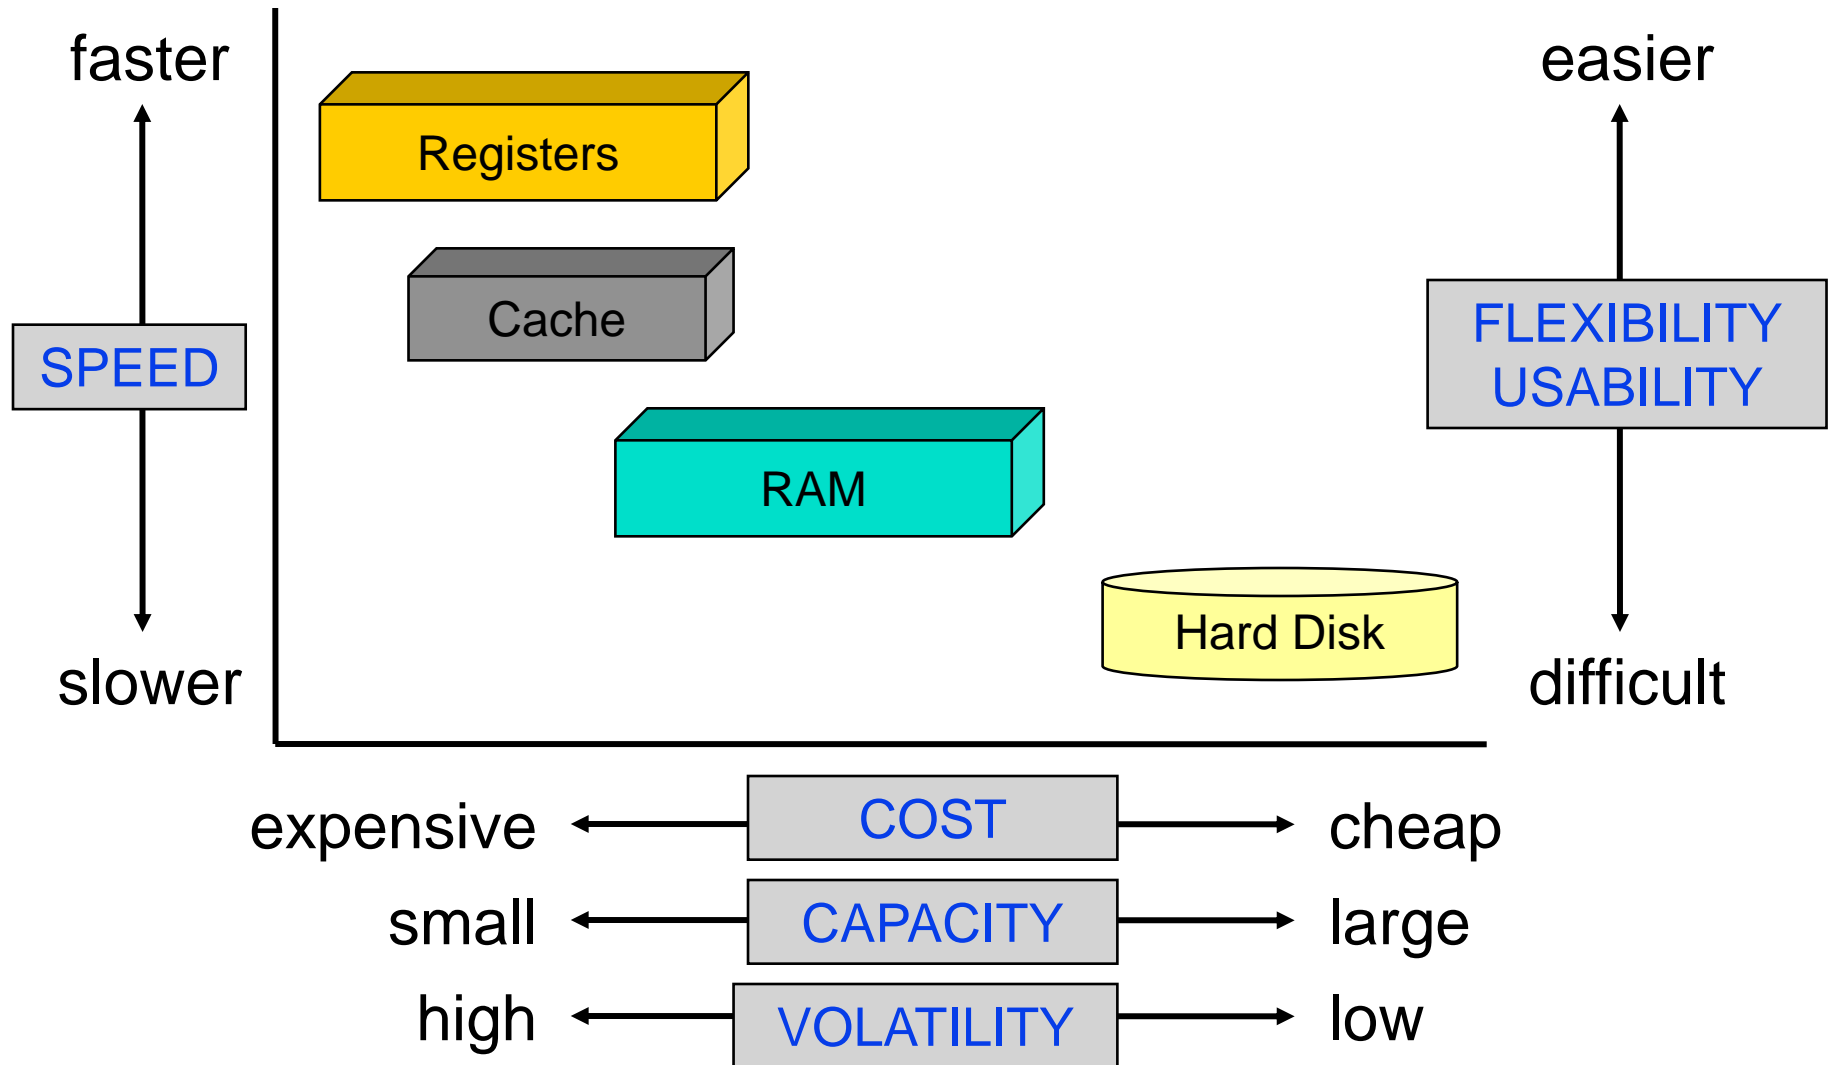 faster
easier
Registers
Cache
SPEED
FLEXIBILITY
USABILITY
RAM
Hard Disk
slower
difficult
expensive
COST
cheap
small
CAPACITY
large
high
VOLATILITY
low